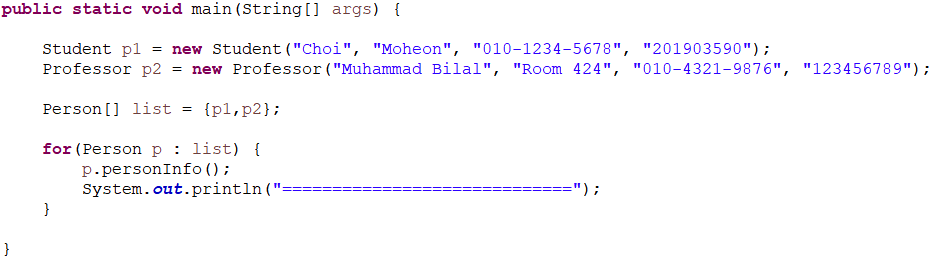 public static void main(String[] args) {
Student p1 = new Student("Choi", "Moheon", "010-1234-5678", "201903590");
Professor p2 = new Professor("Muhammad Bilal", "Room 424", "010-4321-9876", "123456789");
Person[] list = {p1,p2};
for(Person p : list) {
p.personInfo();
System.out.println("=============================");
}
}